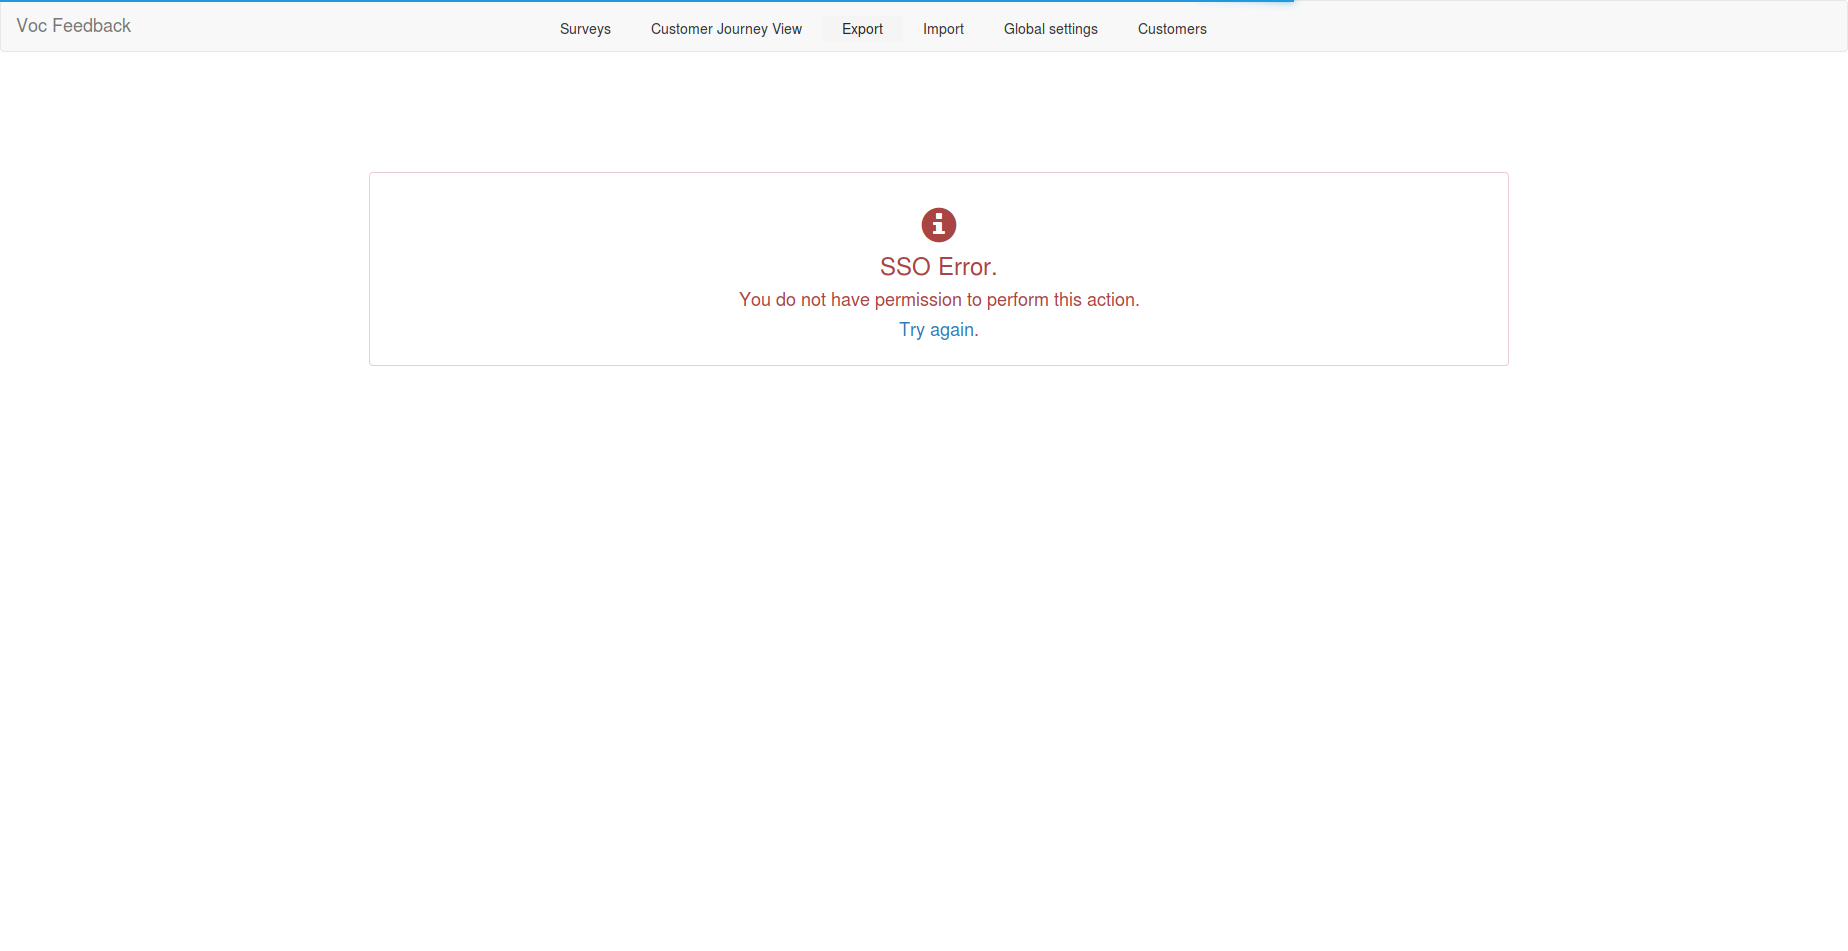 Voc Feedback
Surveys Customer Journey View Export Import Global settings Customers
SSO Error.
You do not have permission to perform this action.
Try again.